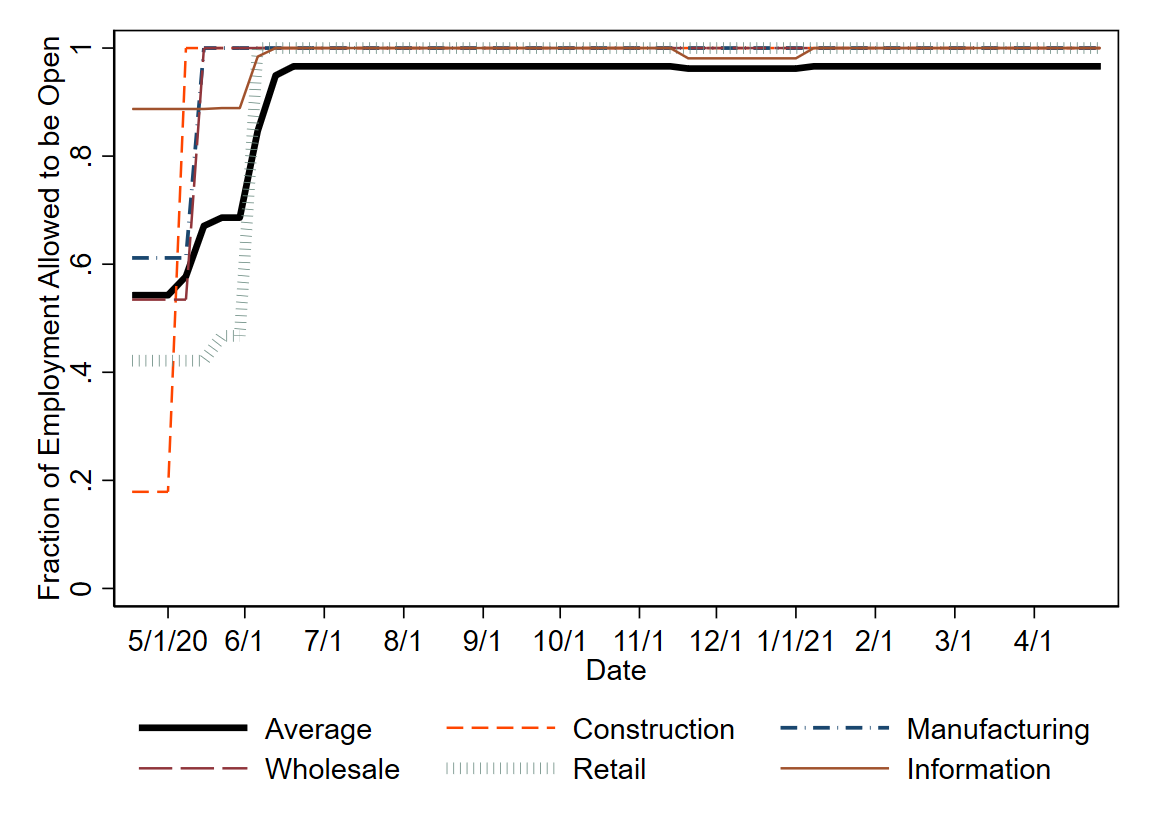 Fraction of Employment Allowed to be Open
1
.8
.6
.4
.2
0
5/1/20 6/1 7/1 8/1 9/1 10/1 11/1 12/1 1/1/21 2/1 3/1 4/1
Date
Average Construction Manufacturing
Wholesale Retail Information